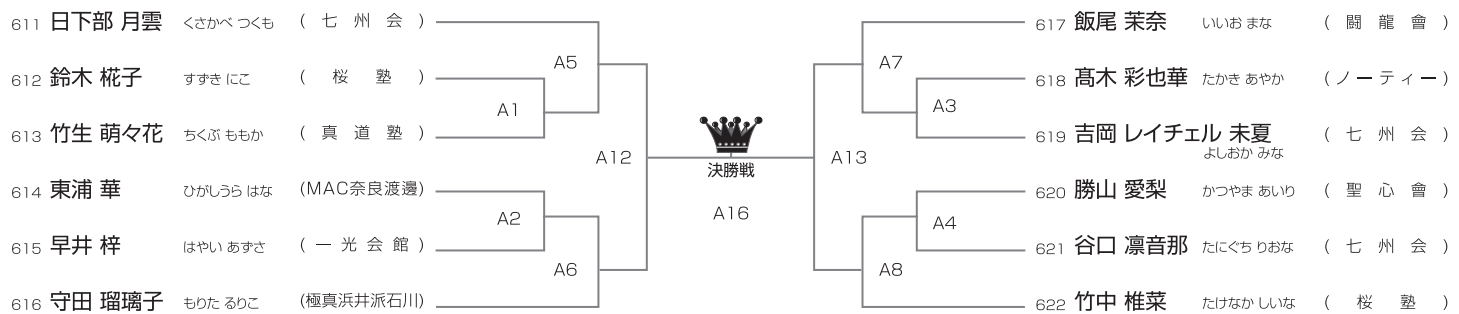 611 日下部 月雲 くさかべ つくも ( 七 州 会 )
612 鈴木 椛子 すずき にこ ( 桜 塾 )
613 竹生 萌々花 ちくぶ ももか ( 真 道 塾 )
614 東浦 華 ひがしうら はな (MAC奈良渡邊)
615 早井 梓 はやい あずさ ( 一 光 会 館 )
616 守田 瑠璃子 もりた るりこ (極真浜井派石川)
A5
A1
A12
A2
A6
決勝戦
A16
A7
A3
A13
A4
A8
617 飯尾 茉奈 いいお まな ( 闘 龍 會 )
618 髙木 彩也華 たかき あやか (ノーティー)
619 吉岡 レイチェル 未夏 ( 七 州 会 )
よしおか みな
620 勝山 愛梨 かつやま あいり ( 聖 心 會 )
621 谷口 凛音那 たにぐち りおな ( 七 州 会 )
622 竹中 椎菜 たけなか しいな ( 桜 塾 )